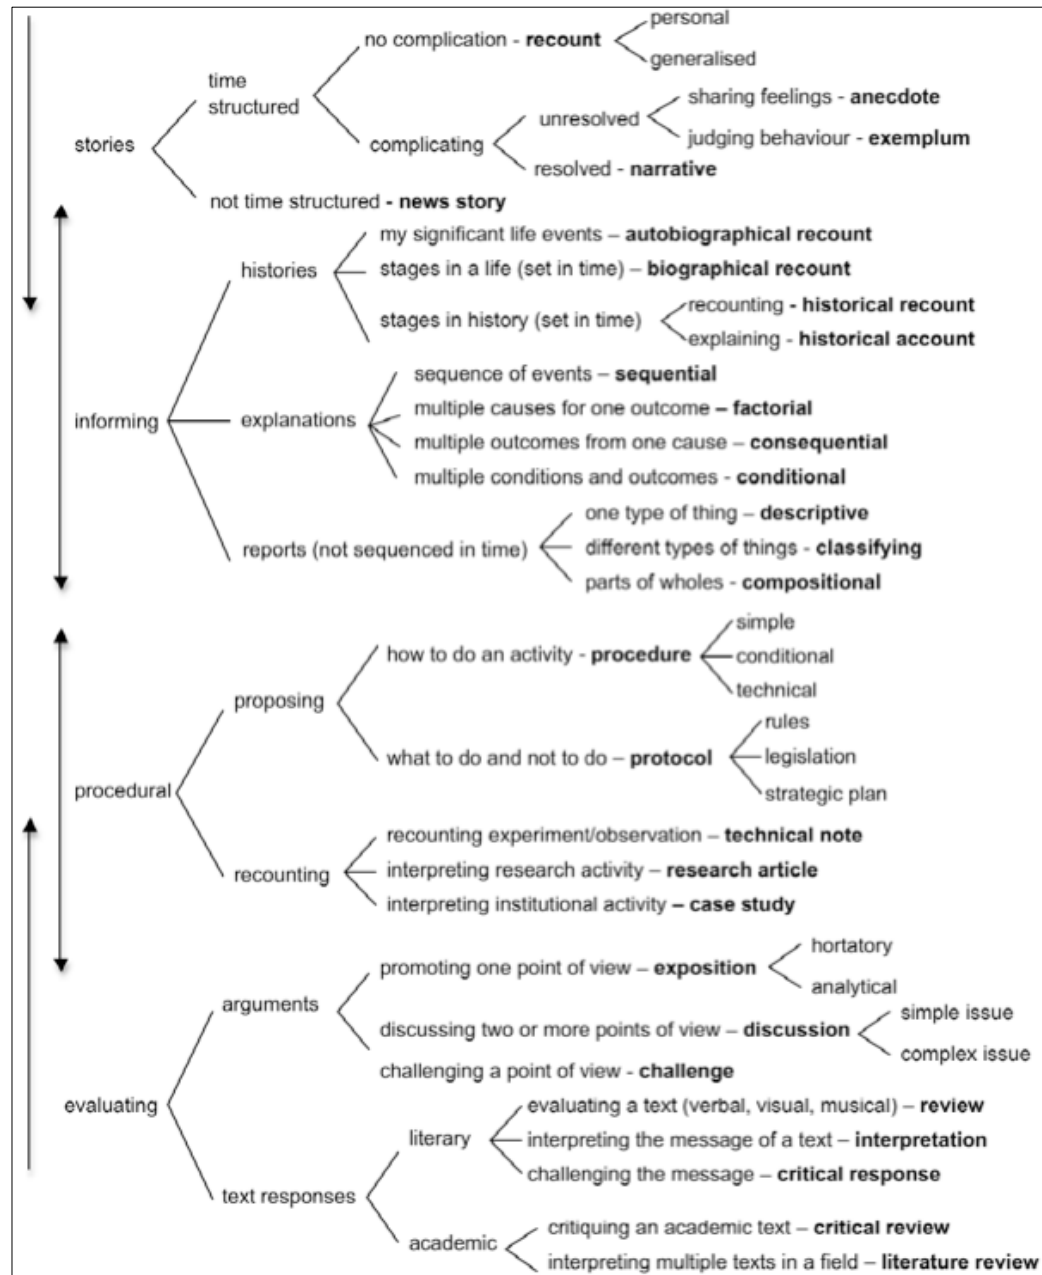 personal
no complication - recount
generalised
time
structured
sharing feelings - anecdote
unresolved
judging behaviour - exemplum
stories
complicating
resolved - narrative
not time structured - news story
my significant life events – autobiographical recount
histories
stages in a life (set in time) – biographical recount
recounting - historical recount
stages in history (set in time)
explaining - historical account
sequence of events – sequential
multiple causes for one outcome – factorial
informing
explanations
multiple outcomes from one cause – consequential
multiple conditions and outcomes - conditional
one type of thing – descriptive
reports (not sequenced in time)
different types of things - classifying
parts of wholes - compositional
simple
how to do an activity - procedure
conditional
technical
proposing
rules
what to do and not to do – protocol
legislation
strategic plan
procedural
recounting experiment/observation – technical note
recounting
interpreting research activity – research article
interpreting institutional activity – case study
hortatory
promoting one point of view – exposition
analytical
arguments
simple issue
discussing two or more points of view – discussion
complex issue
challenging a point of view - challenge
evaluating
evaluating a text (verbal, visual, musical) – review
literary
interpreting the message of a text – interpretation
challenging the message – critical response
text responses
critiquing an academic text – critical review
academic
interpreting multiple texts in a field – literature review